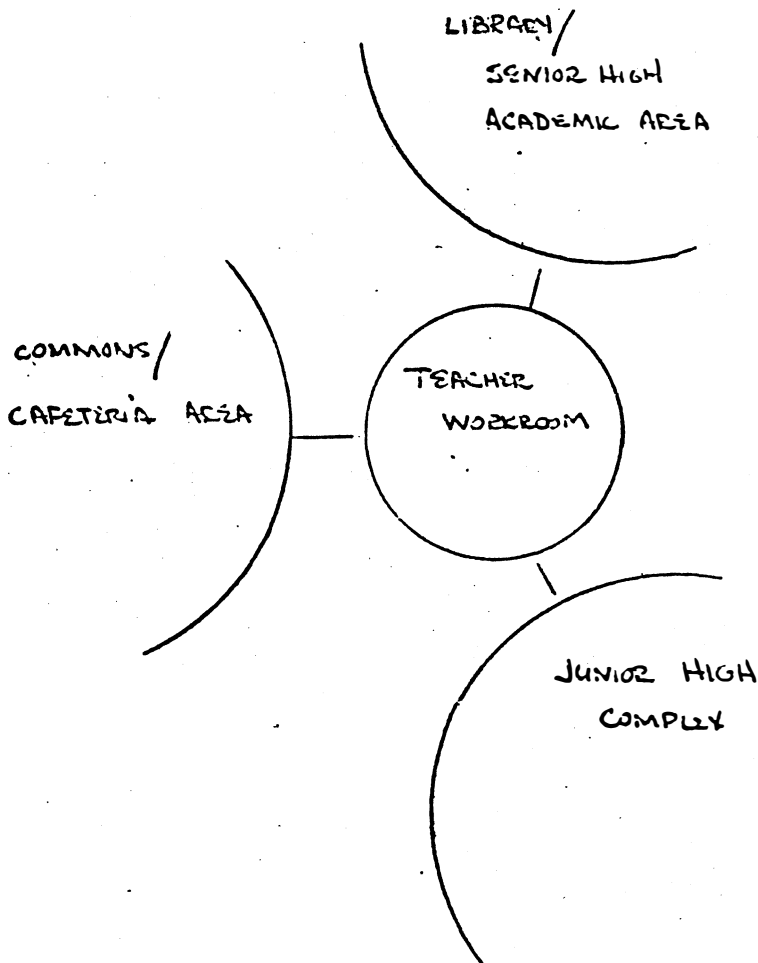 LIBRARY/
SENIOR HIGH
ACADEMIC AREA
COMMONS/
CAFETERIA AREA
TEACHER
WORKROOM
JUNIOR HIGH
COMPLEX